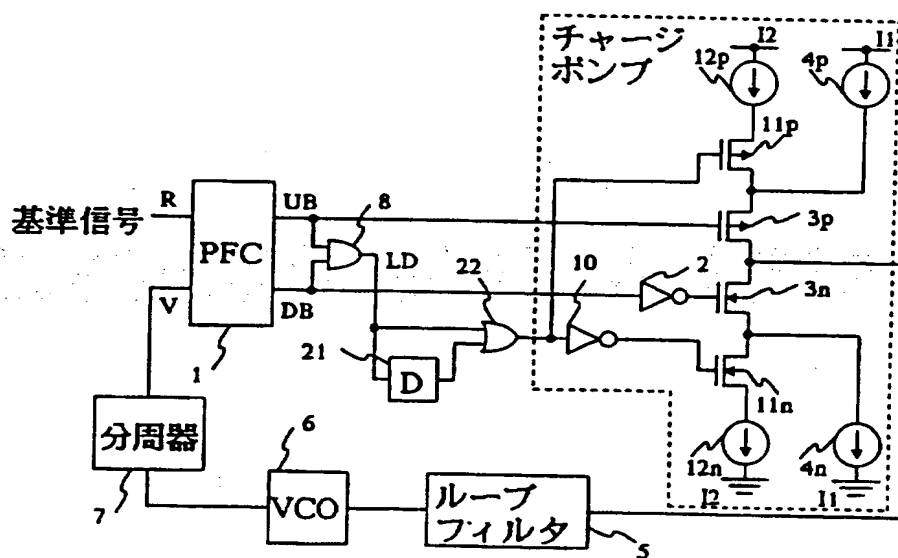 チャージ
ポンプ
I2
I1
12p
4p
11p
基準信号
R
UB
8
3p
PFC
LD
22
10
2
V
DB
3n
1
21
D
11n
分周器
7
6
VCO
ループ
フィルタ
5
12n
4n
I2
I1